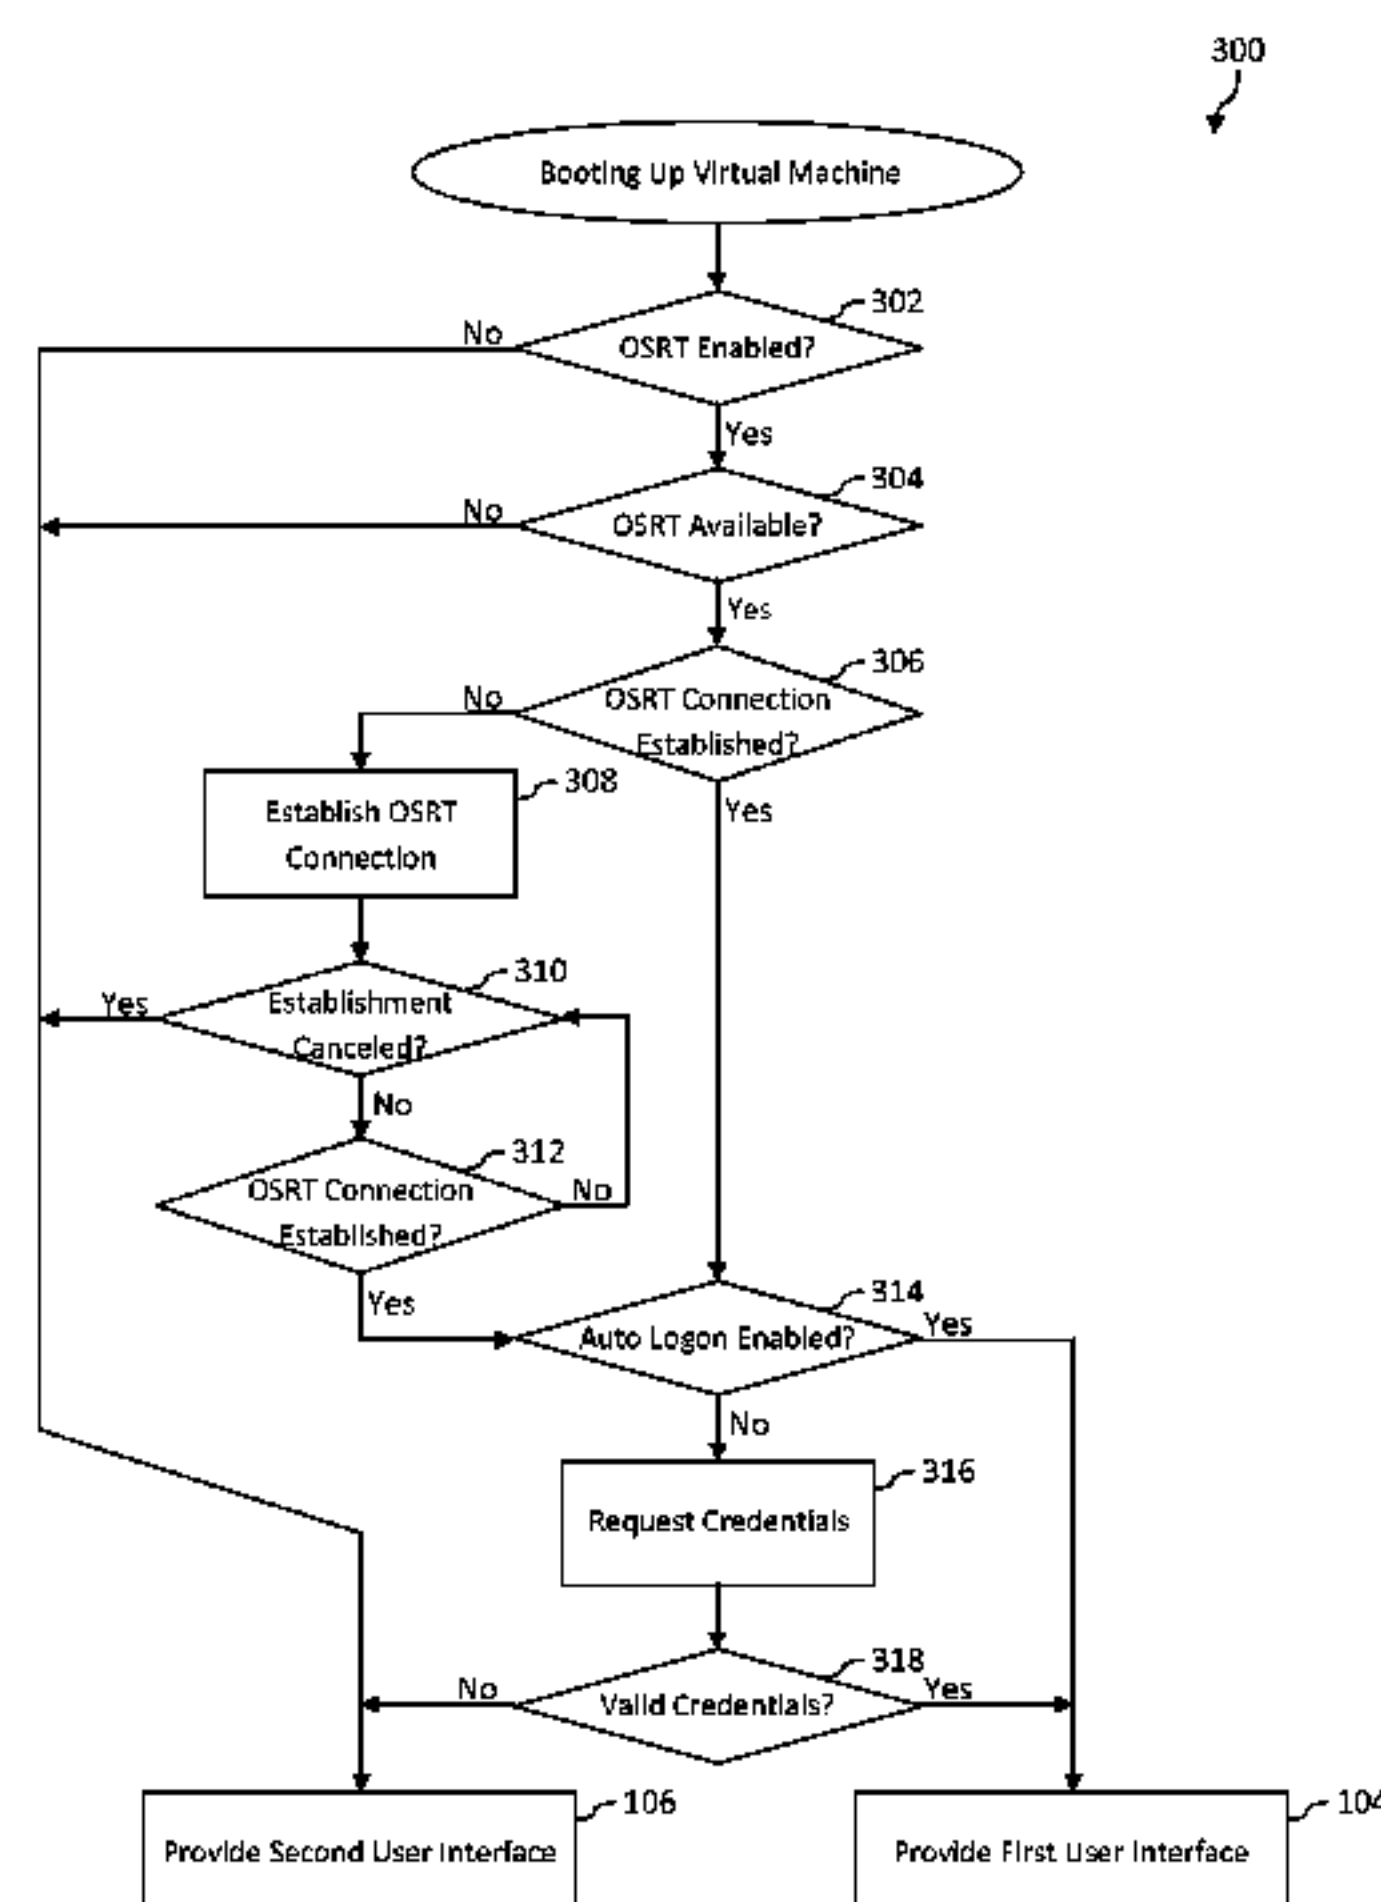 300
Booting Up Virtual Machine
302
No
OSRT Enabled?
Yes
304
No
OSRT Available?
Yes
306
No
OSRT Connection
Established?
308
Yes
Establish OSRT
Connection
310
Yes
Establishment
Canceled?
No
312
OSRT Connection
No
Established?
Yes
314
Yes
Auto Logon Enabled?
No
316
Request Credentials
318
No
Yes
Valid Credentials?
106
104
Provide Second User Interface
Provide First User Interface